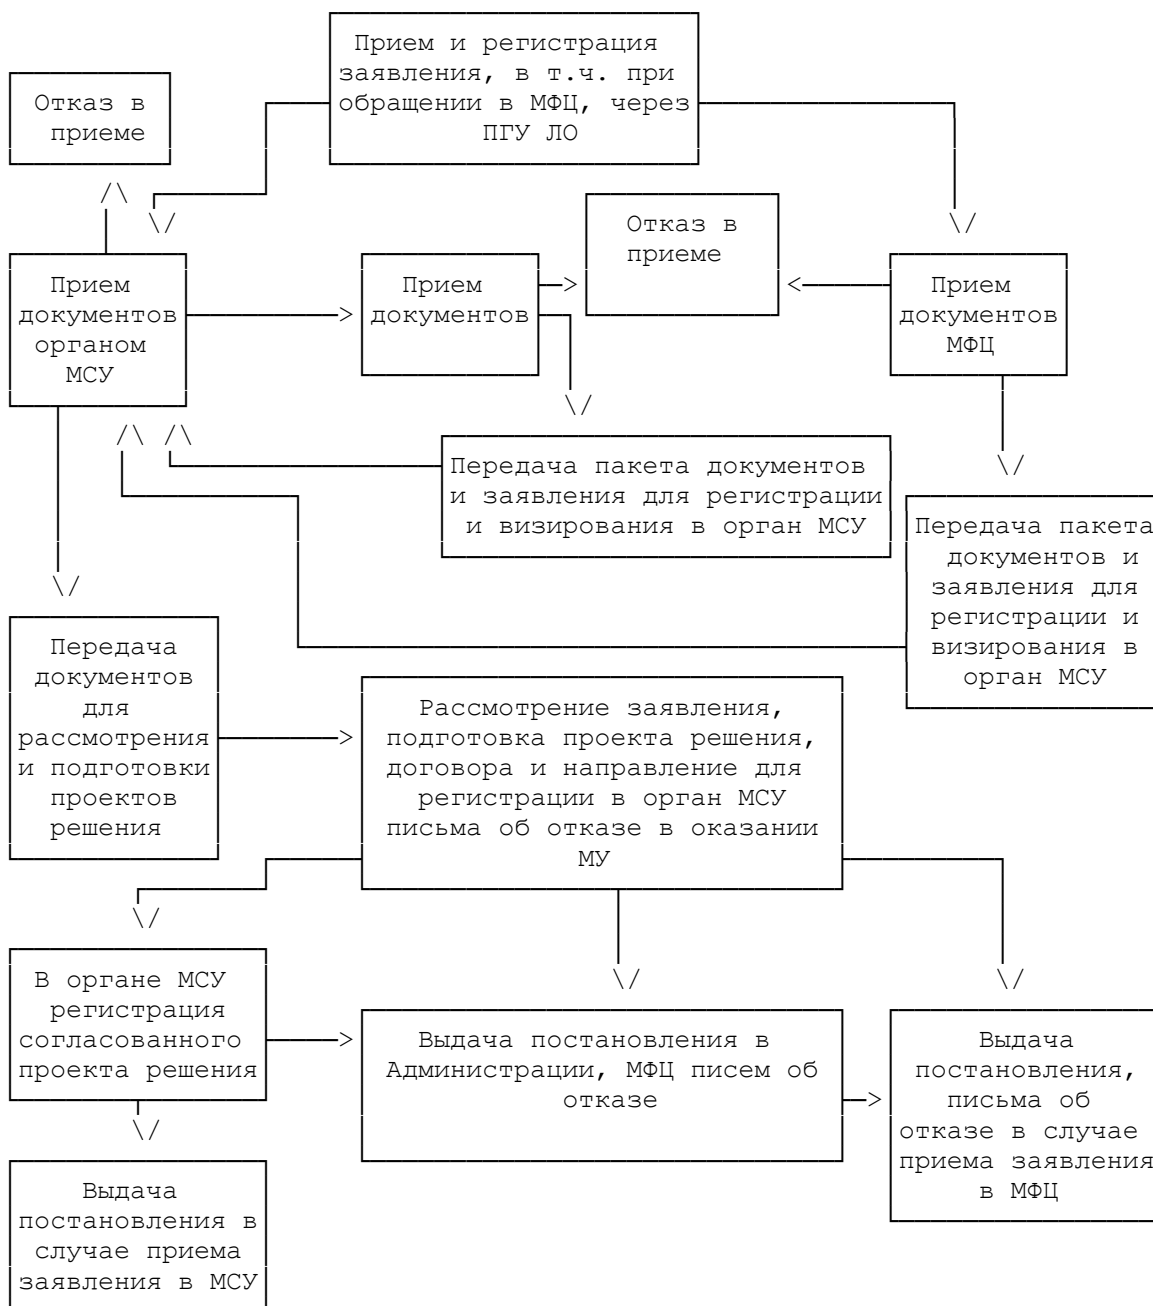 Прием и регистрация
заявления, в т.ч. при
обращении в МФЦ, через
ПГУ ЛО
Отказ в
приеме
Отказ в
приеме
Прием
документов
органом
МСУ
Прием
документов
Прием
документов
МФЦ
Передача пакета документов
и заявления для регистрации
и визирования в орган МСУ
Передача пакета
документов и
заявления для
регистрации и
визирования в
орган МСУ
Передача
документов
для
рассмотрения
и подготовки
проектов
решения
Рассмотрение заявления,
подготовка проекта решения,
договора и направление для
регистрации в орган МСУ
письма об отказе в оказании
МУ
В органе МСУ
регистрация
согласованного
проекта решения
Выдача постановления в
Администрации, МФЦ писем об
отказе
Выдача
постановления,
письма об
отказе в случае
приема заявления
в МФЦ
Выдача
постановления в
случае приема
заявления в МСУ